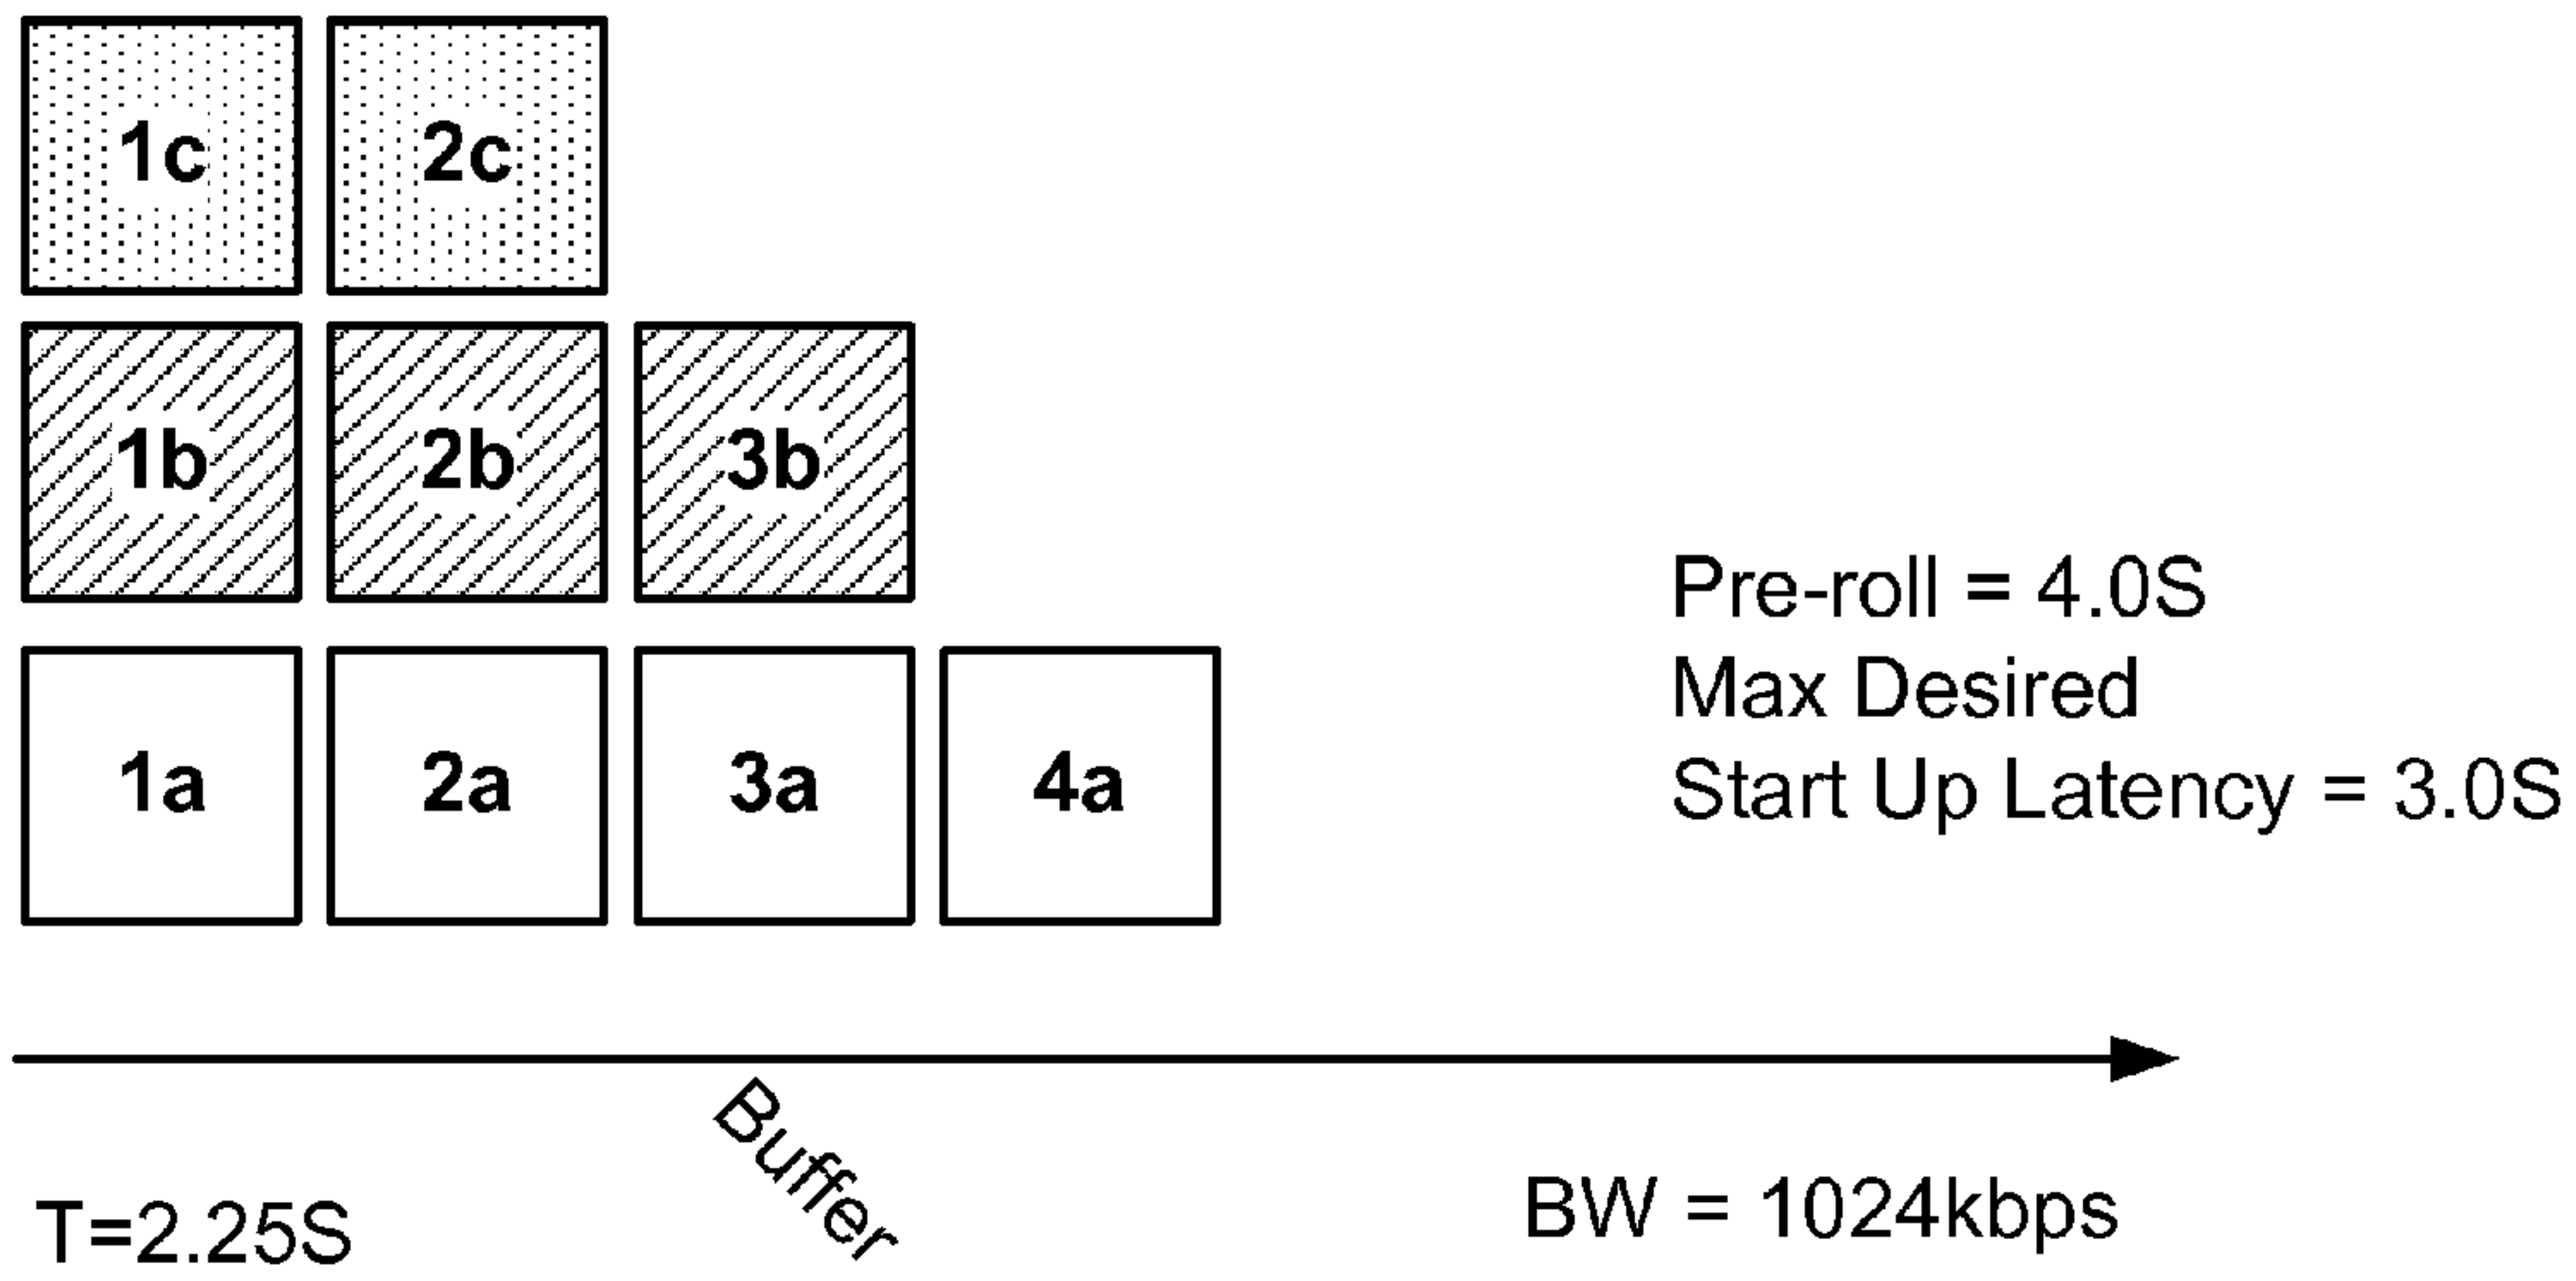 1c 2c
1b 2b 3b
1a 2a 3a 4a
Pre-roll = 4.0S
Max Desired
Start Up Latency = 3.0S
Buffer
T=2.25S
BW = 1024kbps